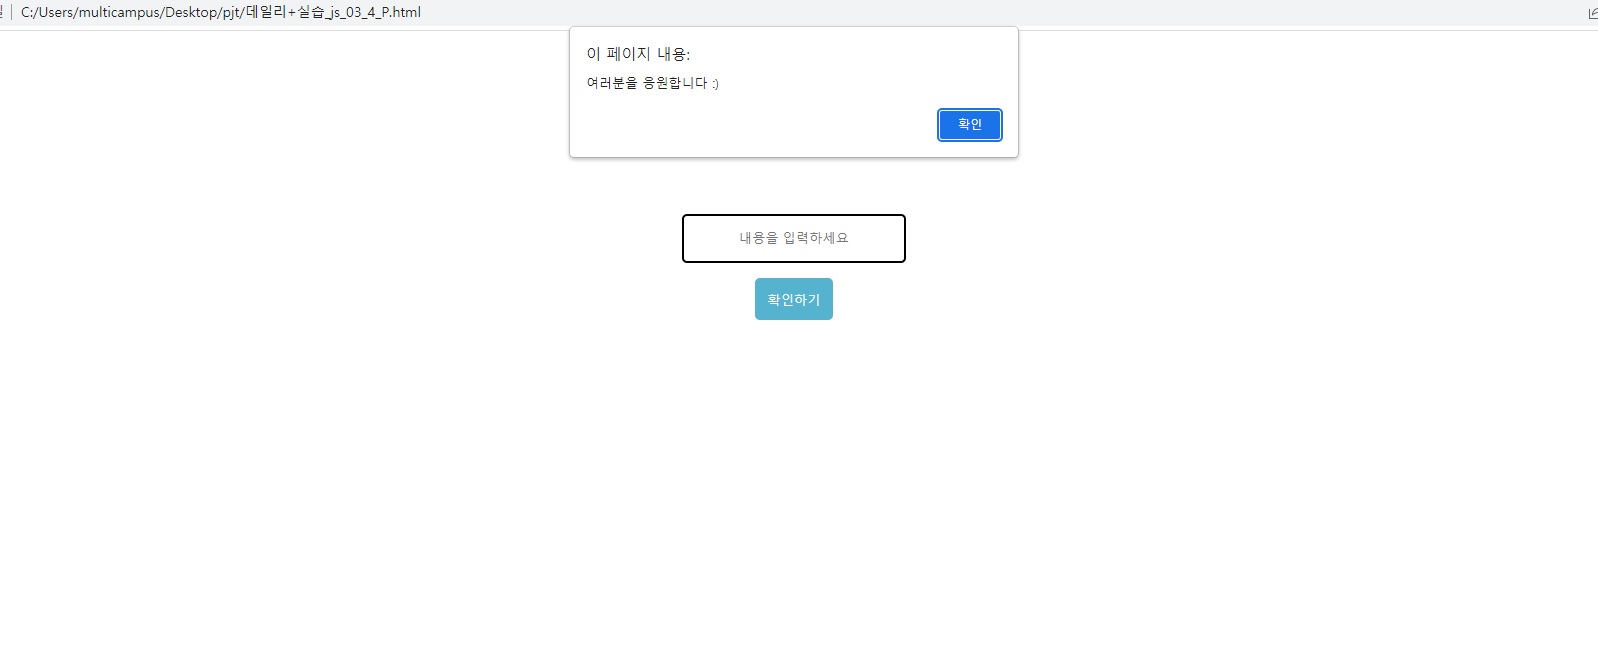 C:/Users/multicampus/Desktop/pjt/데일리+실습_js_03_4_P.html
이 페이지 내용:
여러분을 응원합니다 :)
확인
내용을 입력하세요
확인하기